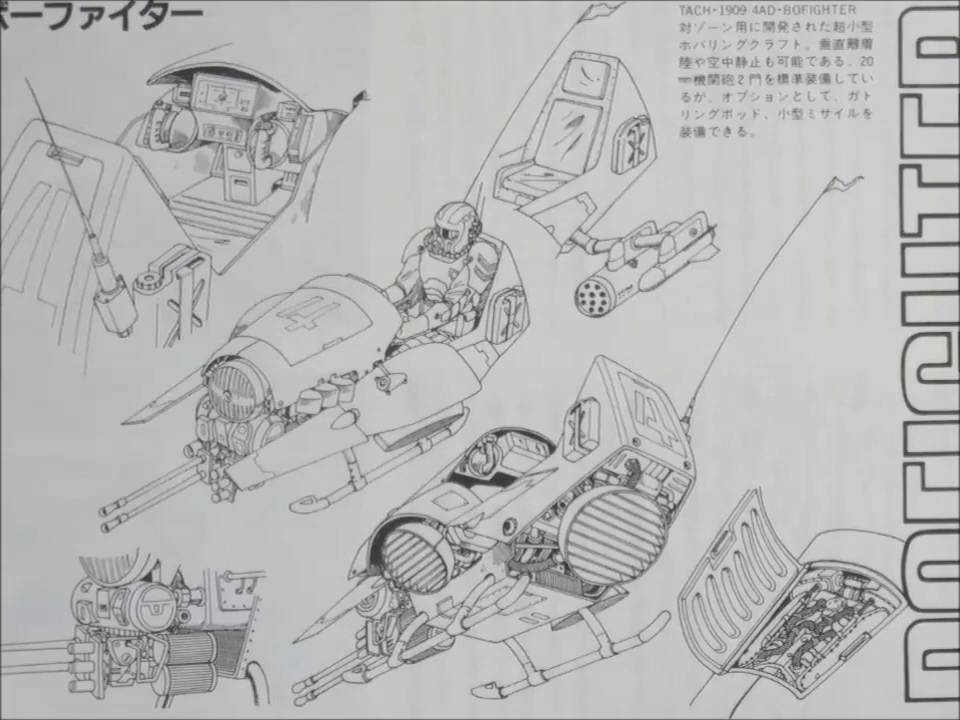 ボーファイター
TACH-1909 4AD-BOFIGHTER
対ゾーン用に開発された超小型
ホバリングクラフト。垂直離着
陸や空中静止も可能である。20
mm機関砲2門を標準装備してい
るが、オプションとして、ガト
リングポッド、小型ミサイルを
装備できる。
BOFIGHTER
14
14